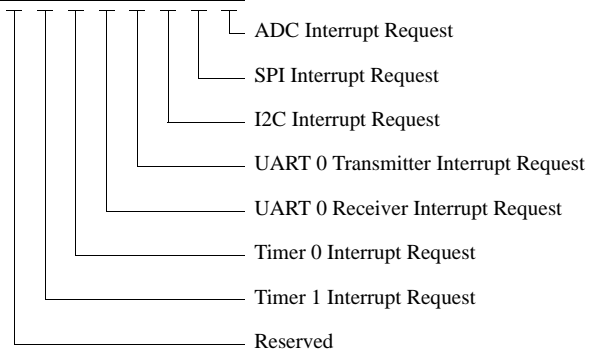 ADC Interrupt Request
SPI Interrupt Request
I2C Interrupt Request
UART 0 Transmitter Interrupt Request
UART 0 Receiver Interrupt Request
Timer 0 Interrupt Request
Timer 1 Interrupt Request
Reserved